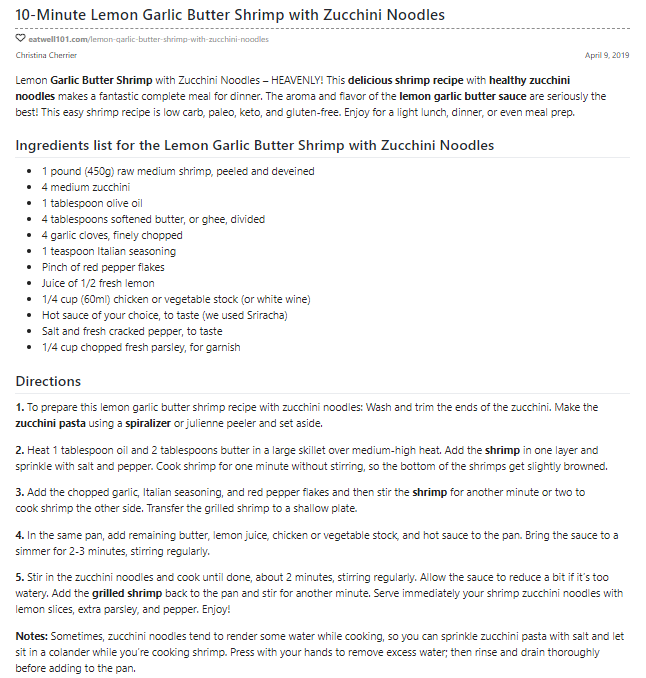 10-Minute Lemon Garlic Butter Shrimp with Zucchini Noodles
eatwell101.com/lemon-garlic-butter-shrimp-with-zucchini-noodles
Christina Cherrier April 9, 2019
Lemon Garlic Butter Shrimp with Zucchini Noodles – HEAVENLY! This delicious shrimp recipe with healthy zucchini
noodles makes a fantastic complete meal for dinner. The aroma and flavor of the lemon garlic butter sauce are seriously the
best! This easy shrimp recipe is low carb, paleo, keto, and gluten-free. Enjoy for a light lunch, dinner, or even meal prep.
Ingredients list for the Lemon Garlic Butter Shrimp with Zucchini Noodles
• 1 pound (450g) raw medium shrimp, peeled and deveined
• 4 medium zucchini
• 1 tablespoon olive oil
• 4 tablespoons softened butter, or ghee, divided
• 4 garlic cloves, finely chopped
• 1 teaspoon Italian seasoning
• Pinch of red pepper flakes
• Juice of 1/2 fresh lemon
• 1/4 cup (60ml) chicken or vegetable stock (or white wine)
• Hot sauce of your choice, to taste (we used Sriracha)
• Salt and fresh cracked pepper, to taste
• 1/4 cup chopped fresh parsley, for garnish
Directions
1. To prepare this lemon garlic butter shrimp recipe with zucchini noodles: Wash and trim the ends of the zucchini. Make the
zucchini pasta using a spiralizer or julienne peeler and set aside.
2. Heat 1 tablespoon oil and 2 tablespoons butter in a large skillet over medium-high heat. Add the shrimp in one layer and
sprinkle with salt and pepper. Cook shrimp for one minute without stirring, so the bottom of the shrimps get slightly browned.
3. Add the chopped garlic, Italian seasoning, and red pepper flakes and then stir the shrimp for another minute or two to
cook shrimp the other side. Transfer the grilled shrimp to a shallow plate.
4. In the same pan, add remaining butter, lemon juice, chicken or vegetable stock, and hot sauce to the pan. Bring the sauce to a
simmer for 2-3 minutes, stirring regularly.
5. Stir in the zucchini noodles and cook until done, about 2 minutes, stirring regularly. Allow the sauce to reduce a bit if it's too
watery. Add the grilled shrimp back to the pan and stir for another minute. Serve immediately your shrimp zucchini noodles with
lemon slices, extra parsley, and pepper. Enjoy!
Notes: Sometimes, zucchini noodles tend to render some water while cooking, so you can sprinkle zucchini pasta with salt and let
sit in a colander while you're cooking shrimp. Press with your hands to remove excess water; then rinse and drain thoroughly
before adding to the pan.